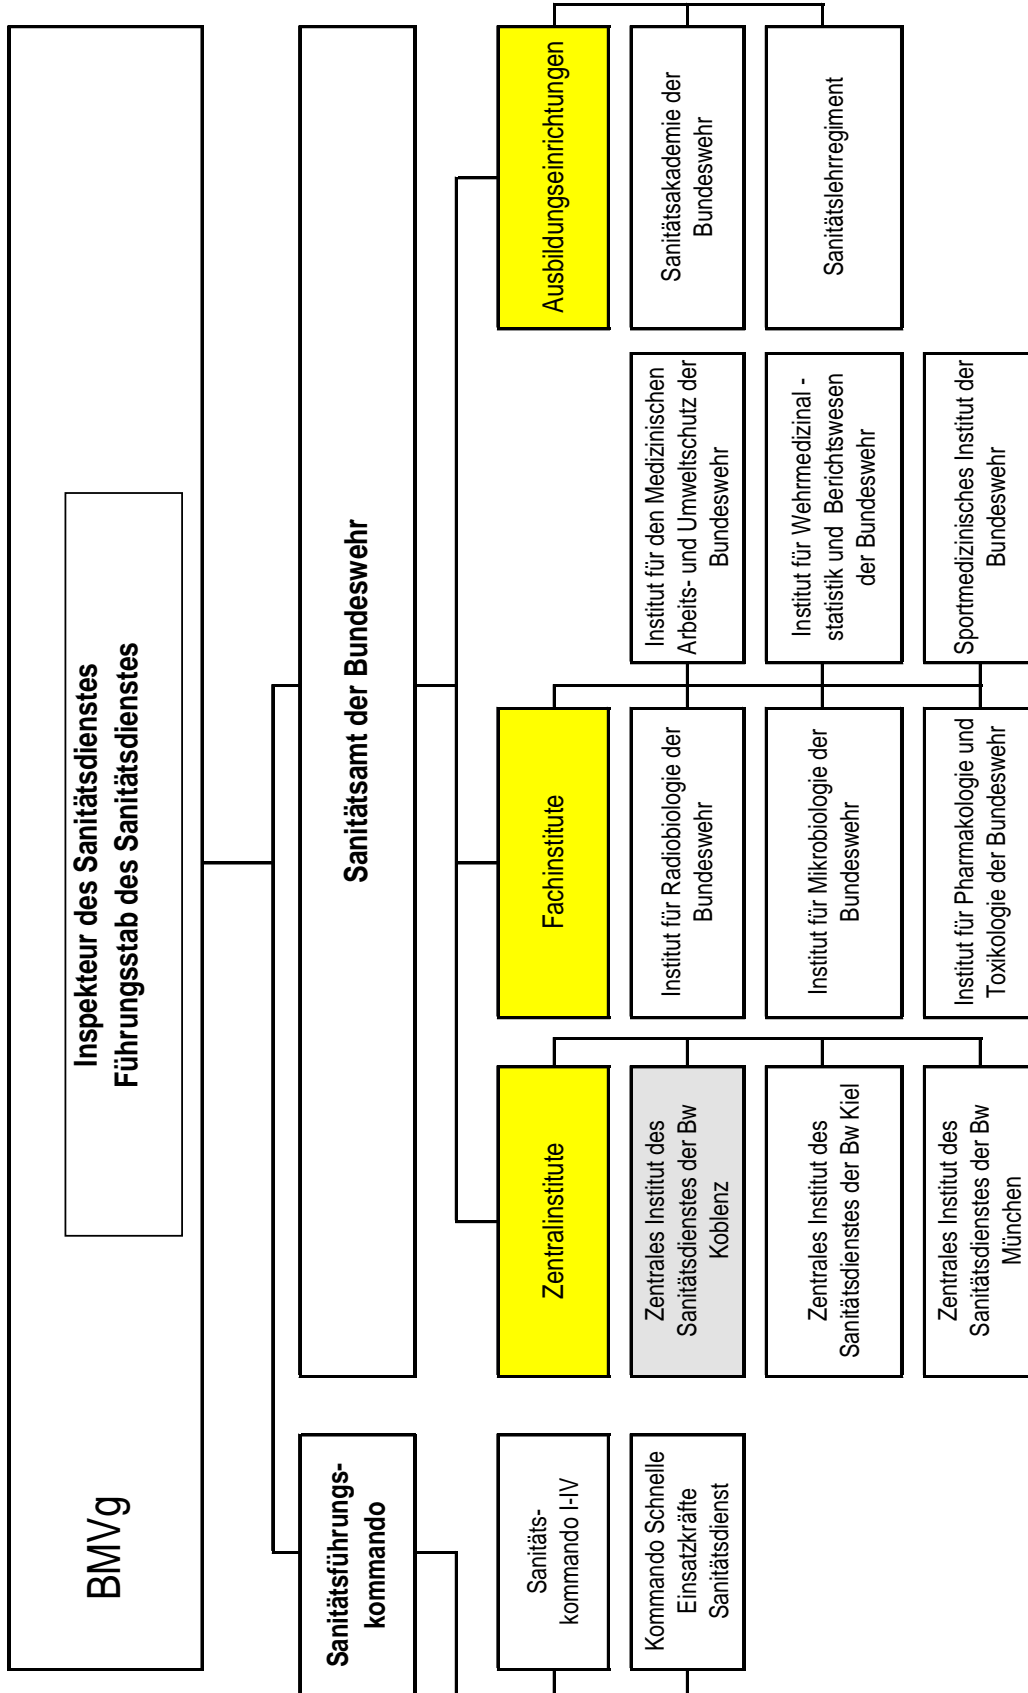 BMVg
Inspekteur des Sanitätsdienstes
Führungsstab des Sanitätsdienstes
Sanitätsführungs-
kommando
Sanitätsamt der Bundeswehr
Sanitäts-
kommando I-IV
Kommando Schnelle
Einsatzkräfte
Sanitätsdienst
Zentralinstitute
Zentrales Institut des
Sanitätsdienstes der Bw
Koblenz
Zentrales Institut des
Sanitätsdienstes der Bw Kiel
Zentrales Institut des
Sanitätsdienstes der Bw
München
Fachinstitute
Institut für Radiobiologie der
Bundeswehr
Institut für Mikrobiologie der
Bundeswehr
Institut für Pharmakologie und
Toxikologie der Bundeswehr
Institut für den Medizinischen
Arbeits- und Umweltschutz der
Bundeswehr
Institut für Wehrmedizinal -
statistik und Berichtswesen
der Bundeswehr
Sportmedizinisches Institut der
Bundeswehr
Ausbildungseinrichtungen
Sanitätsakademie der
Bundeswehr
Sanitätslehrregiment